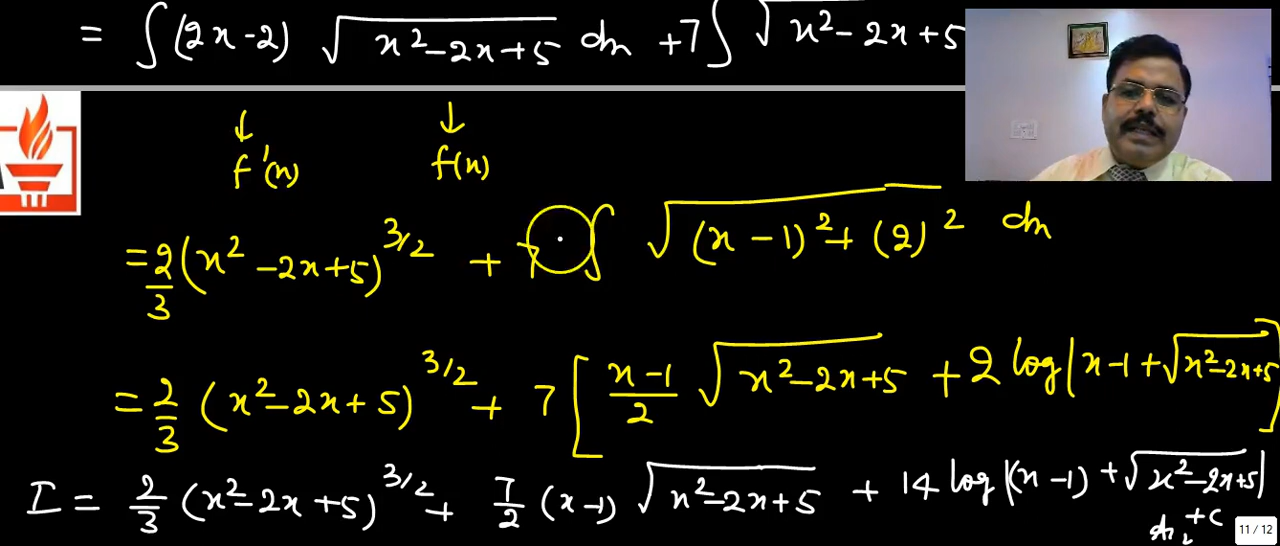 = ∫(2x-2) √(x²-2x+5) dx +7∫ √(x²-2x+5)
↓ ↓
f'(x) f(x)
= 2/3 (x²-2x+5)^3/2 + 7∫ √((x-1)²+(2)²) dx
= 2/3 (x²-2x+5)^3/2 + 7[ x-1/2 √(x²-2x+5) + 2 log|x-1+√(x²-2x+5)]
I = 2/3 (x²-2x+5)^3/2 + 7/2 (x-1) √(x²-2x+5) + 14 log|(x-1)+√(x²-2x+5)|
+c
11/12